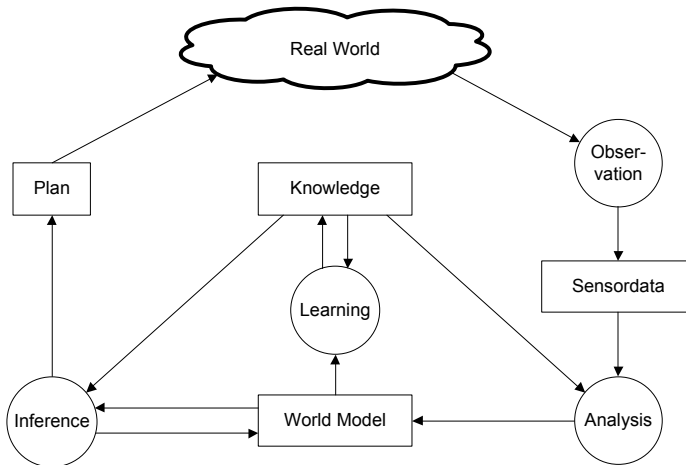 Real World
Obser-
vation
Plan
Knowledge
Sensordata
Learning
Inference
World Model
Analysis